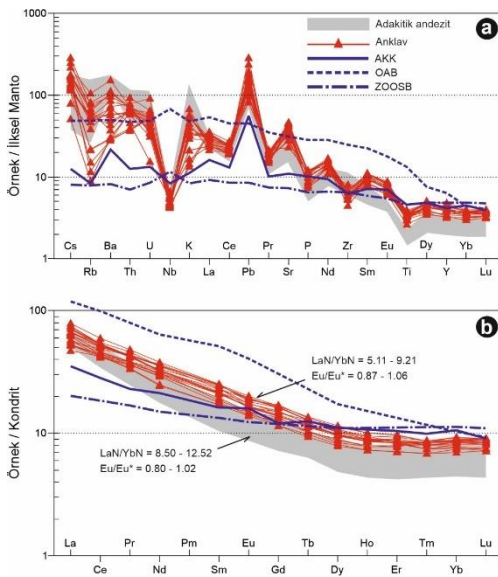 a
Adakitik andezit
Anklav
AKK
OAB
ZOOSB
Örnek / İlksel Manto
1000
100
10
1
Cs Ba U K Ce Pr P Zr Eu Dy Yb
Rb Th Nb La Pb Sr Nd Sm Ti Y Lu
b
Örnek / Kondrit
100
10
1
LaN/YbN = 5.11 - 9.21
Eu/Eu* = 0.87 - 1.06
LaN/YbN = 8.50 - 12.52
Eu/Eu* = 0.80 - 1.02
La Pr Pm Eu Tb Ho Tm Lu
Ce Nd Sm Gd Dy Er Yb